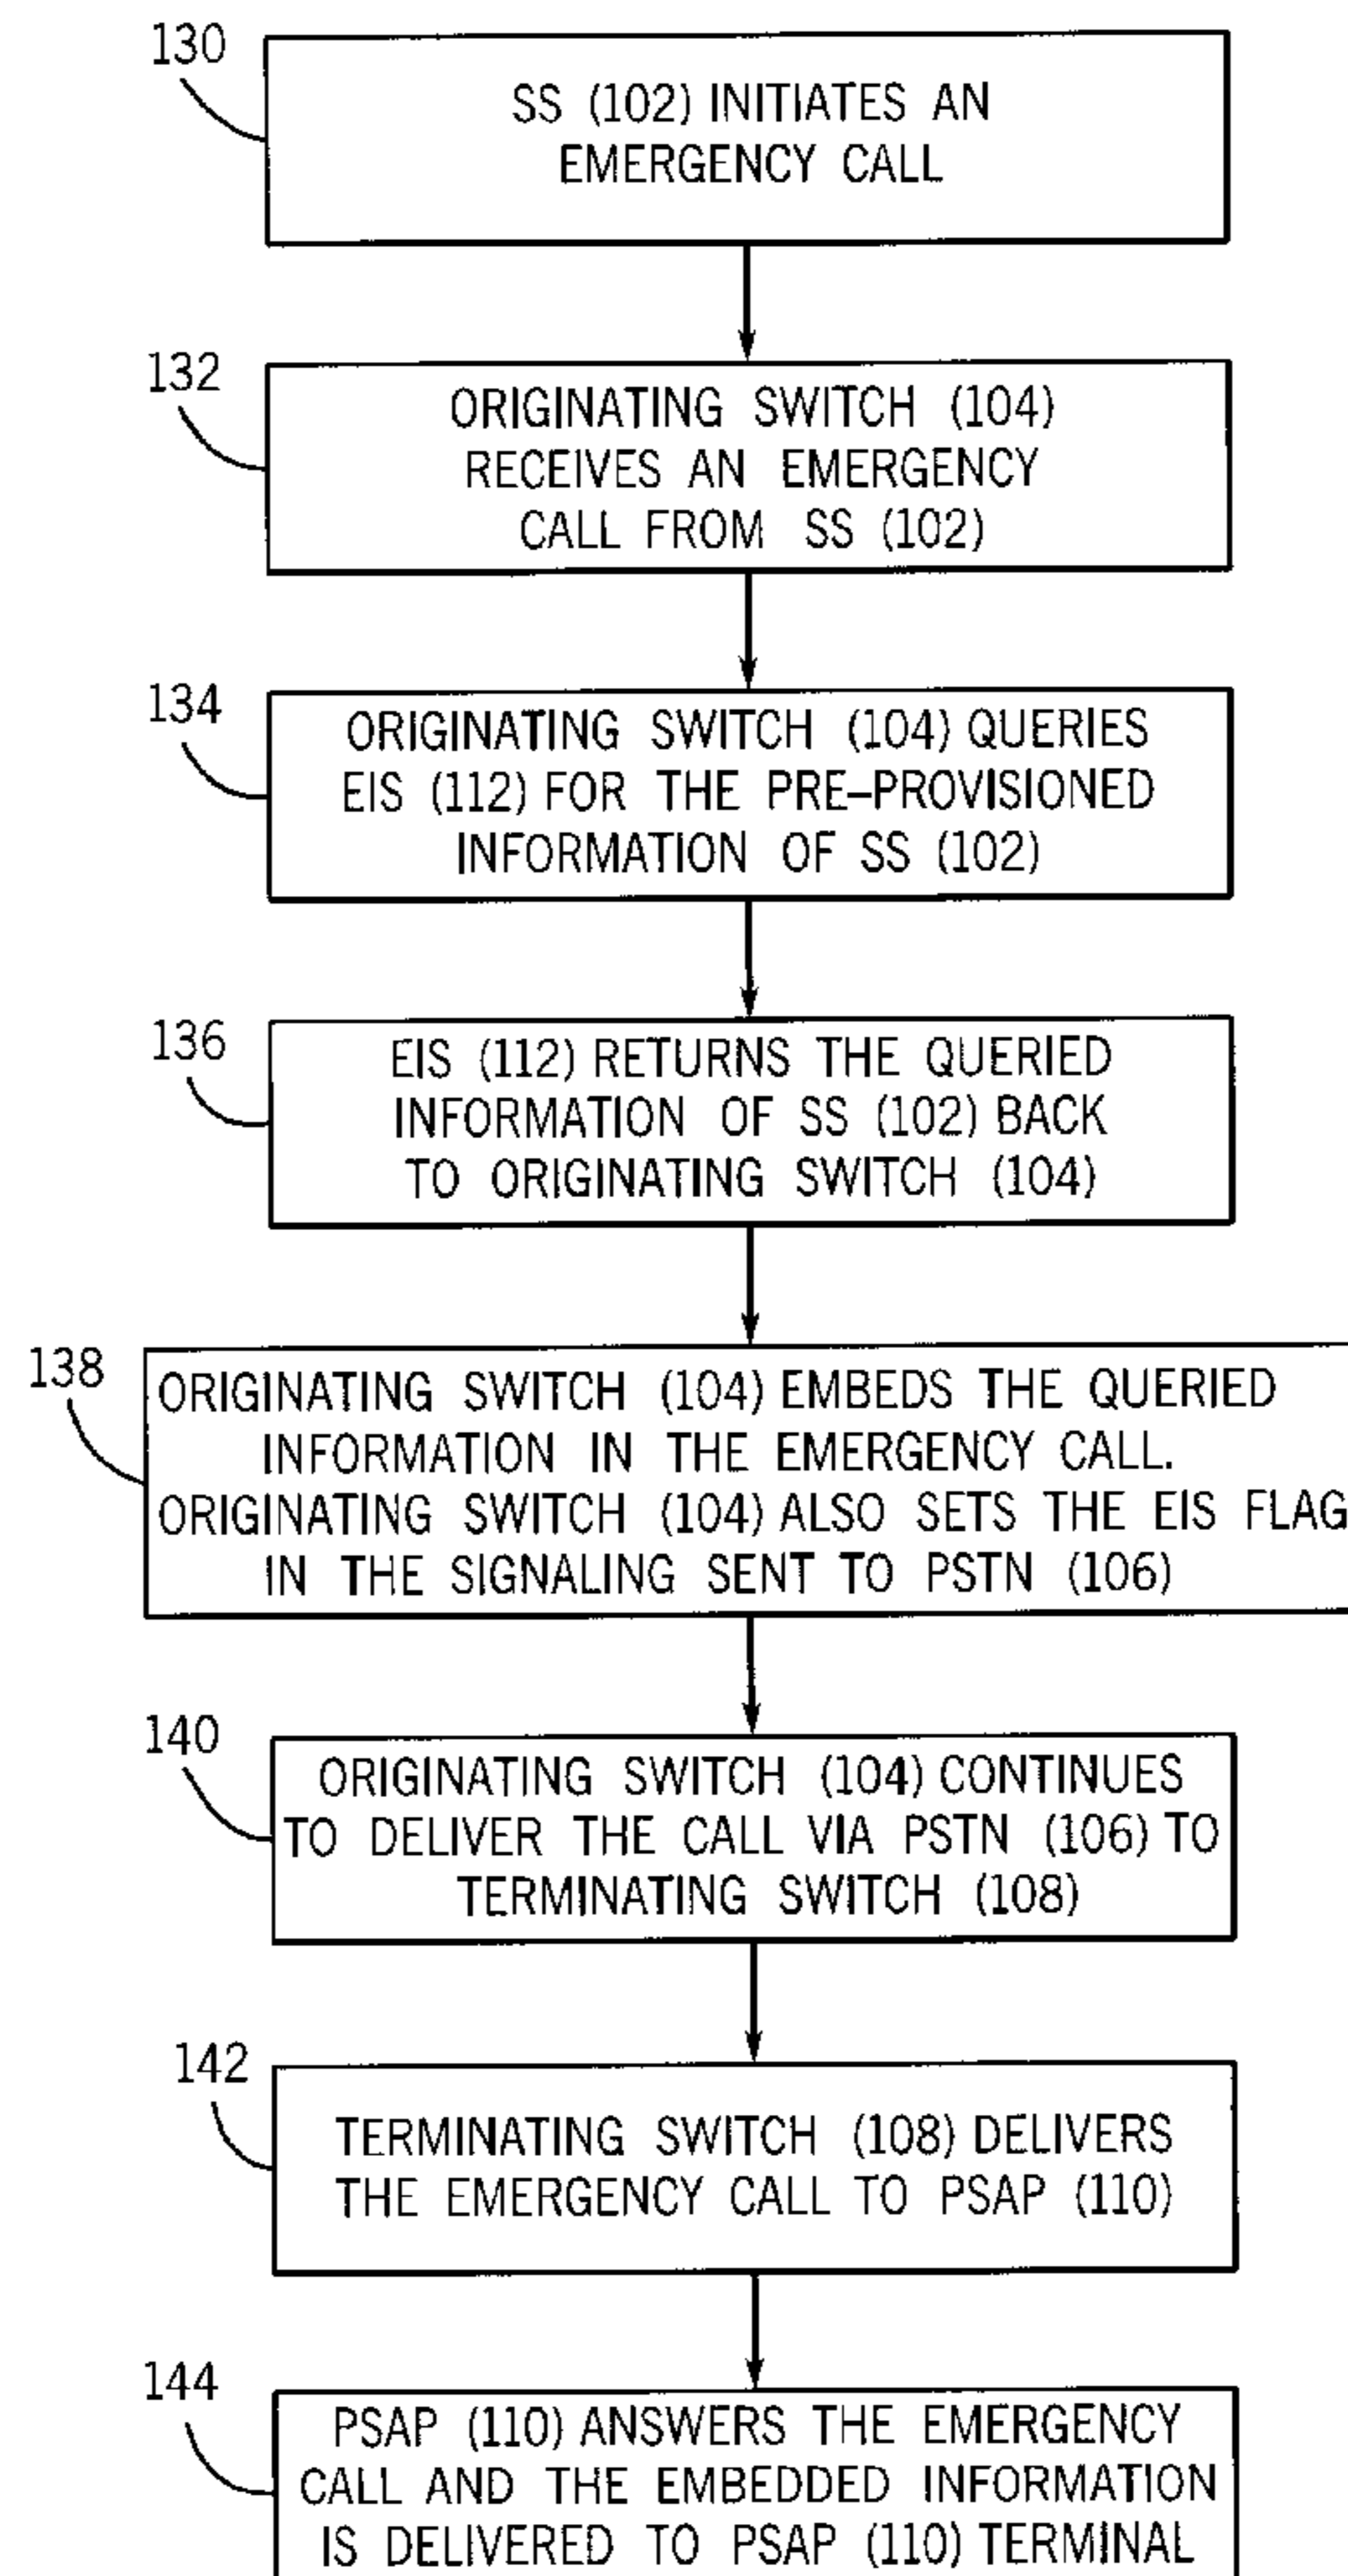 130
SS (102) INITIATES AN
EMERGENCY CALL
132
ORIGINATING SWITCH (104)
RECEIVES AN EMERGENCY
CALL FROM SS (102)
134
ORIGINATING SWITCH (104) QUERIES
EIS (112) FOR THE PRE-PROVISIONED
INFORMATION OF SS (102)
136
EIS (112) RETURNS THE QUERIED
INFORMATION OF SS (102) BACK
TO ORIGINATING SWITCH (104)
138
ORIGINATING SWITCH (104) EMBEDS THE QUERIED
INFORMATION IN THE EMERGENCY CALL.
ORIGINATING SWITCH (104) ALSO SETS THE EIS FLAG
IN THE SIGNALING SENT TO PSTN (106)
140
ORIGINATING SWITCH (104) CONTINUES
TO DELIVER THE CALL VIA PSTN (106) TO
TERMINATING SWITCH (108)
142
TERMINATING SWITCH (108) DELIVERS
THE EMERGENCY CALL TO PSAP (110)
144
PSAP (110) ANSWERS THE EMERGENCY
CALL AND THE EMBEDDED INFORMATION
IS DELIVERED TO PSAP (110) TERMINAL